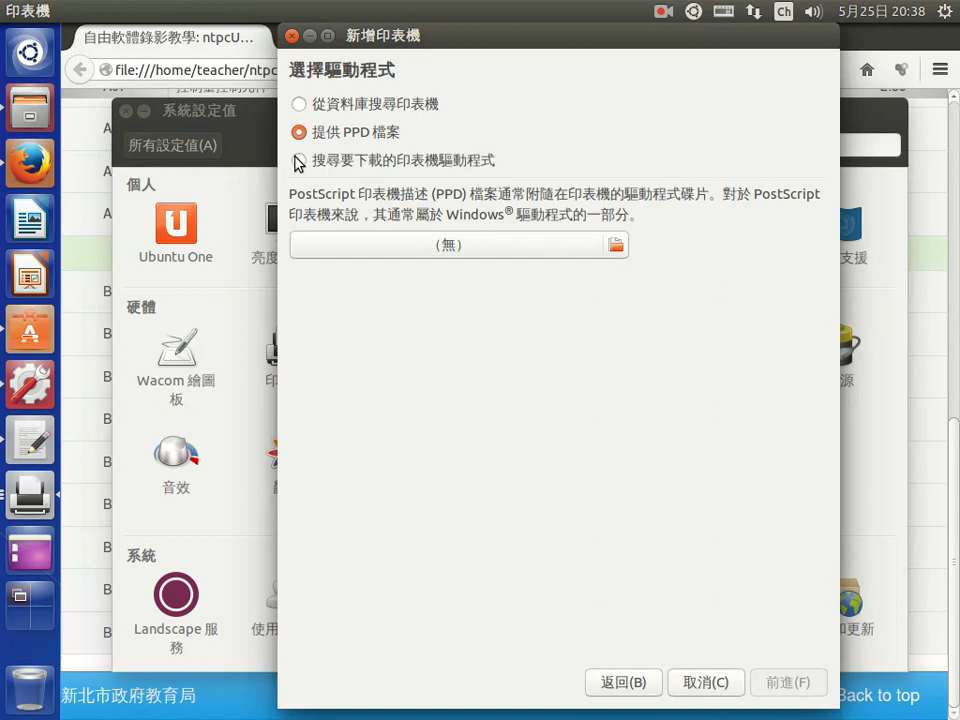 印表機
Ch
5月25日 20:38
自由軟體錄影教學: ntpcU...
file:///home/teacher/ntpc
新增印表機
選擇驅動程式
從資料庫搜尋印表機
提供 PPD 檔案
搜尋要下載的印表機驅動程式
PostScript 印表機描述 (PPD) 檔案通常附隨在印表機的驅動程式碟片。對於 PostScript
印表機來說，其通常屬於 Windows® 驅動程式的一部分。
（無）
返回(B)
取消(C)
前進(F)
系統設定值
所有設定值(A)
個人
Ubuntu One
亮度
支援
硬體
Wacom 繪圖
板
印
源
音效
系統
Landscape 服
務
使用
和更新
新北市政府教育局
Back to top